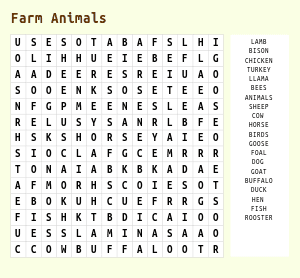 Farm Animals
U S E S O T A B A F S L H I
O L I H H U E I E B E F L G
A A D E E R E S R E I U A O
S O O E N K S O S E T E E O
N F G P M E E N E S L E A S
R E L U S Y S A N R L B F E
H S K S H O R S E Y A I E O
S I O C L A F G C E M R R R
T O N A I A B K B K A D A E
A F M O R H S C O I E S O T
E B O K U H C U E F R R G S
F I S H K T B D I C A I O O
U E S S L A M I N A S A A O
C C O W B U F F A L O O T R
LAMB
BISON
CHICKEN
TURKEY
LLAMA
BEES
ANIMALS
SHEEP
COW
HORSE
BIRDS
GOOSE
FOAL
DOG
GOAT
BUFFALO
DUCK
HEN
FISH
ROOSTER